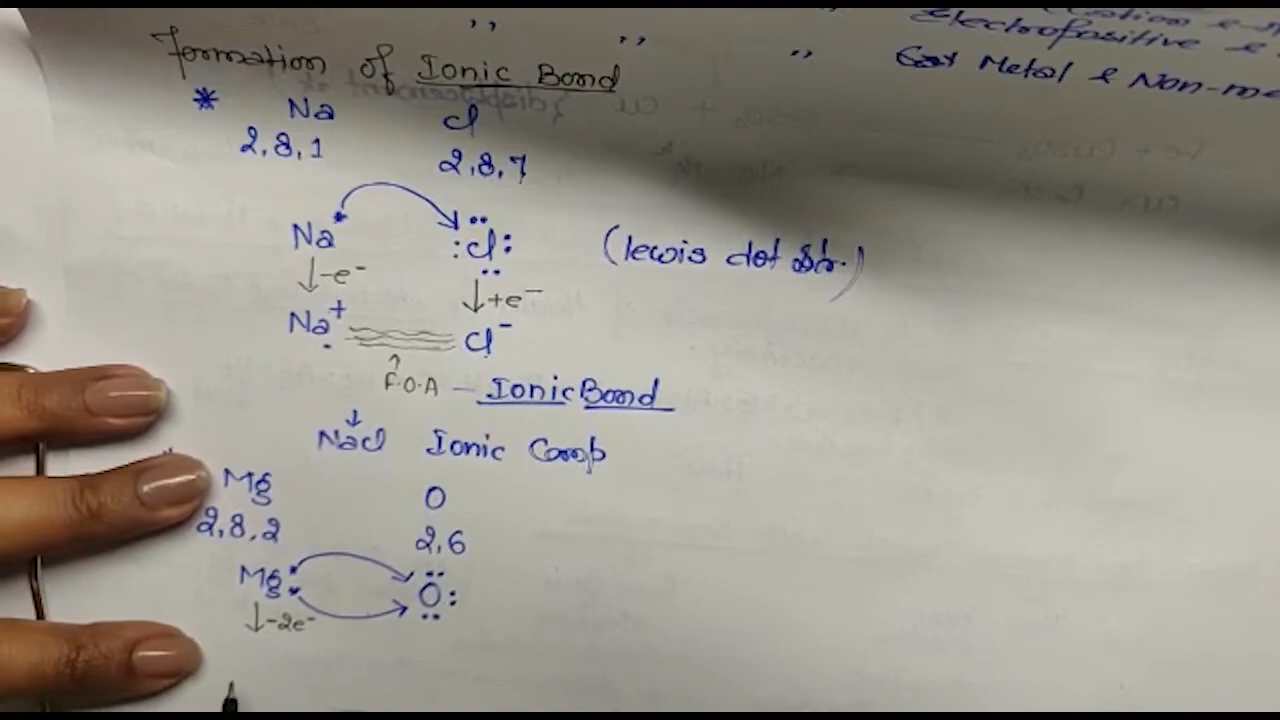 Electropositive &
,, ,, ,, Metal & Non-me
Formation of Ionic Bond
* Na Cl
2,8,1 2,8,7
Na :Cl: (lewis dot str.)
↓-e⁻ ↓+e⁻
Na⁺ Cl⁻
F.O.A - Ionic Bond
↓
NaCl Ionic Comp
Mg O
2,8,2 2,6
Mg: O:
↓-2e⁻